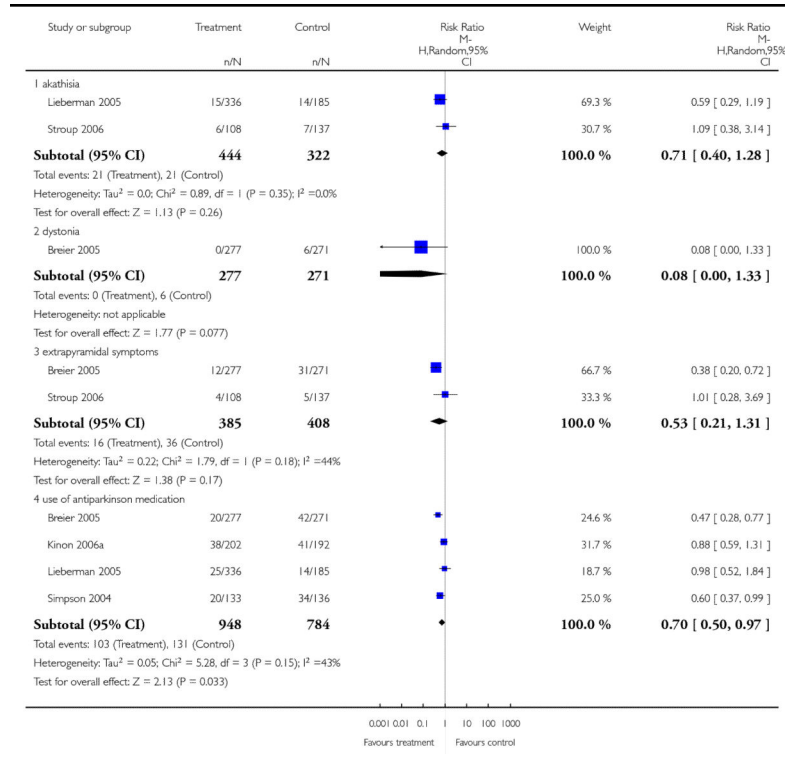 Study or subgroup Treatment Control Risk Ratio Weight Risk Ratio
M- M-
H,Random,95% H,Random,95%
n/N n/N CI CI
1 akathisia
Lieberman 2005 15/336 14/185 69.3 % 0.59 [ 0.29, 1.19 ]
Stroup 2006 6/108 7/137 30.7 % 1.09 [ 0.38, 3.14 ]
Subtotal (95% CI) 444 322 100.0 % 0.71 [ 0.40, 1.28 ]
Total events: 21 (Treatment), 21 (Control)
Heterogeneity: Tau² = 0.0; Chi² = 0.89, df = 1 (P = 0.35); I² =0.0%
Test for overall effect: Z = 1.13 (P = 0.26)
2 dystonia
Breier 2005 0/277 6/271 100.0 % 0.08 [ 0.00, 1.33 ]
Subtotal (95% CI) 277 271 100.0 % 0.08 [ 0.00, 1.33 ]
Total events: 0 (Treatment), 6 (Control)
Heterogeneity: not applicable
Test for overall effect: Z = 1.77 (P = 0.077)
3 extrapyramidal symptoms
Breier 2005 12/277 31/271 66.7 % 0.38 [ 0.20, 0.72 ]
Stroup 2006 4/108 5/137 33.3 % 1.01 [ 0.28, 3.69 ]
Subtotal (95% CI) 385 408 100.0 % 0.53 [ 0.21, 1.31 ]
Total events: 16 (Treatment), 36 (Control)
Heterogeneity: Tau² = 0.22; Chi² = 1.79, df = 1 (P = 0.18); I² =44%
Test for overall effect: Z = 1.38 (P = 0.17)
4 use of antiparkinson medication
Breier 2005 20/277 42/271 24.6 % 0.47 [ 0.28, 0.77 ]
Kinon 2006a 38/202 41/192 31.7 % 0.88 [ 0.59, 1.31 ]
Lieberman 2005 25/336 14/185 18.7 % 0.98 [ 0.52, 1.84 ]
Simpson 2004 20/133 34/136 25.0 % 0.60 [ 0.37, 0.99 ]
Subtotal (95% CI) 948 784 100.0 % 0.70 [ 0.50, 0.97 ]
Total events: 103 (Treatment), 131 (Control)
Heterogeneity: Tau² = 0.05; Chi² = 5.28, df = 3 (P = 0.15); I² =43%
Test for overall effect: Z = 2.13 (P = 0.033)
0.001 0.01 0.1 1 10 100 1000
Favours treatment Favours control